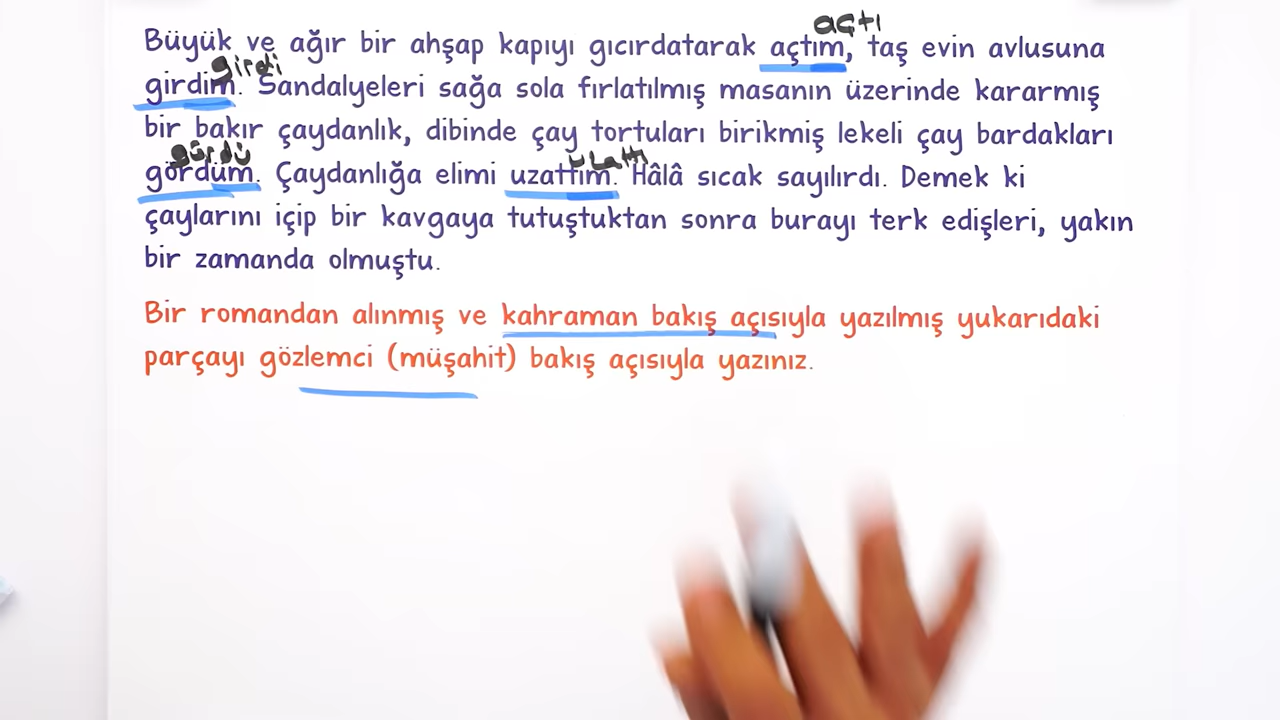 açtı
Büyük ve ağır bir ahşap kapıyı gıcırdatarak açtım, taş evin avlusuna
girdi
girdim. Sandalyeleri sağa sola fırlatılmış masanın üzerinde kararmış
bir bakır çaydanlık, dibinde çay tortuları birikmiş lekeli çay bardakları
gördü
gördüm. Çaydanlığa elimi uzattım. Hâlâ sıcak sayılırdı. Demek ki
çaylarını içip bir kavgaya tutuştuktan sonra burayı terk edişleri, yakın
bir zamanda olmuştu.
Bir romandan alınmış ve kahraman bakış açısıyla yazılmış yukarıdaki
parçayı gözlemci (müşahit) bakış açısıyla yazınız.